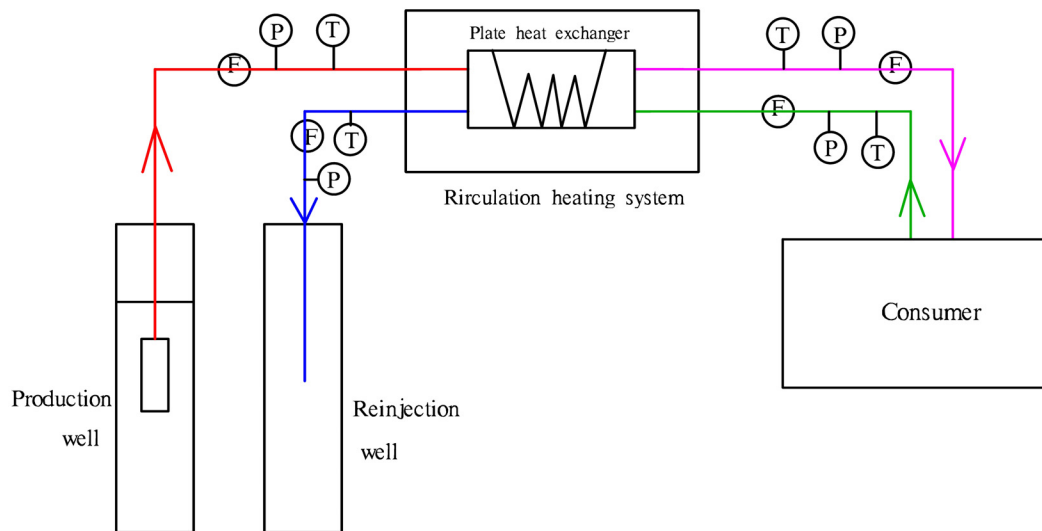 Plate heat exchanger
P
T
F
T
P
F
F
T
P
F
P
T
Rirculation heating system
Consumer
Production
well
Reinjection
well